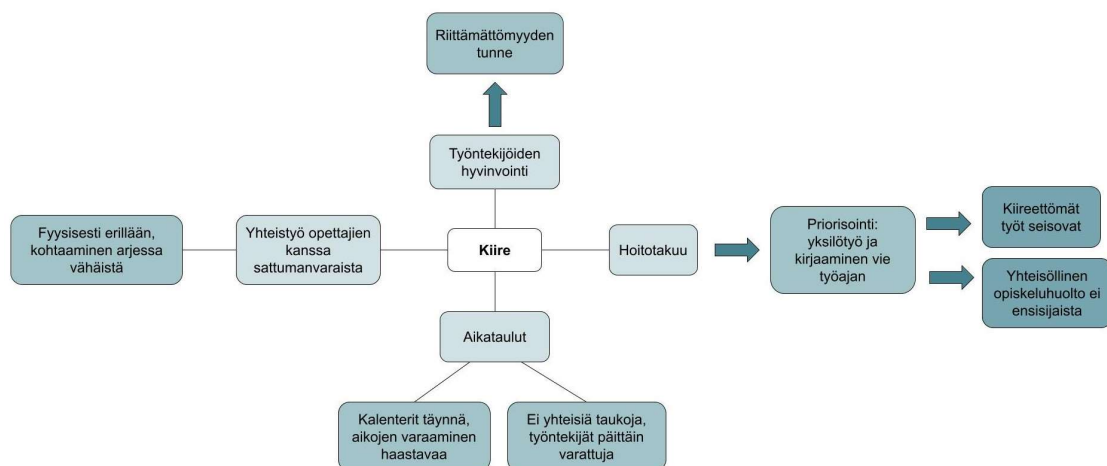 Riittämättömyyden
tunne
Työntekijöiden
hyvinvointi
Fyysisesti erillään,
kohtaaminen arjessa
vähäistä
Yhteistyö opettajien
kanssa
sattumanvaraista
Kiire
Hoitotakuu
Priorisointi:
yksilötyö ja
kirjaaminen vie
työajan
Kiireettömät
työt seisovat
Yhteisöllinen
opiskeluhuolto ei
ensisijaista
Aikataulut
Kalenterit täynnä,
aikojen varaaminen
haastavaa
Ei yhteisiä taukoja,
työntekijät päittäin
varattuja